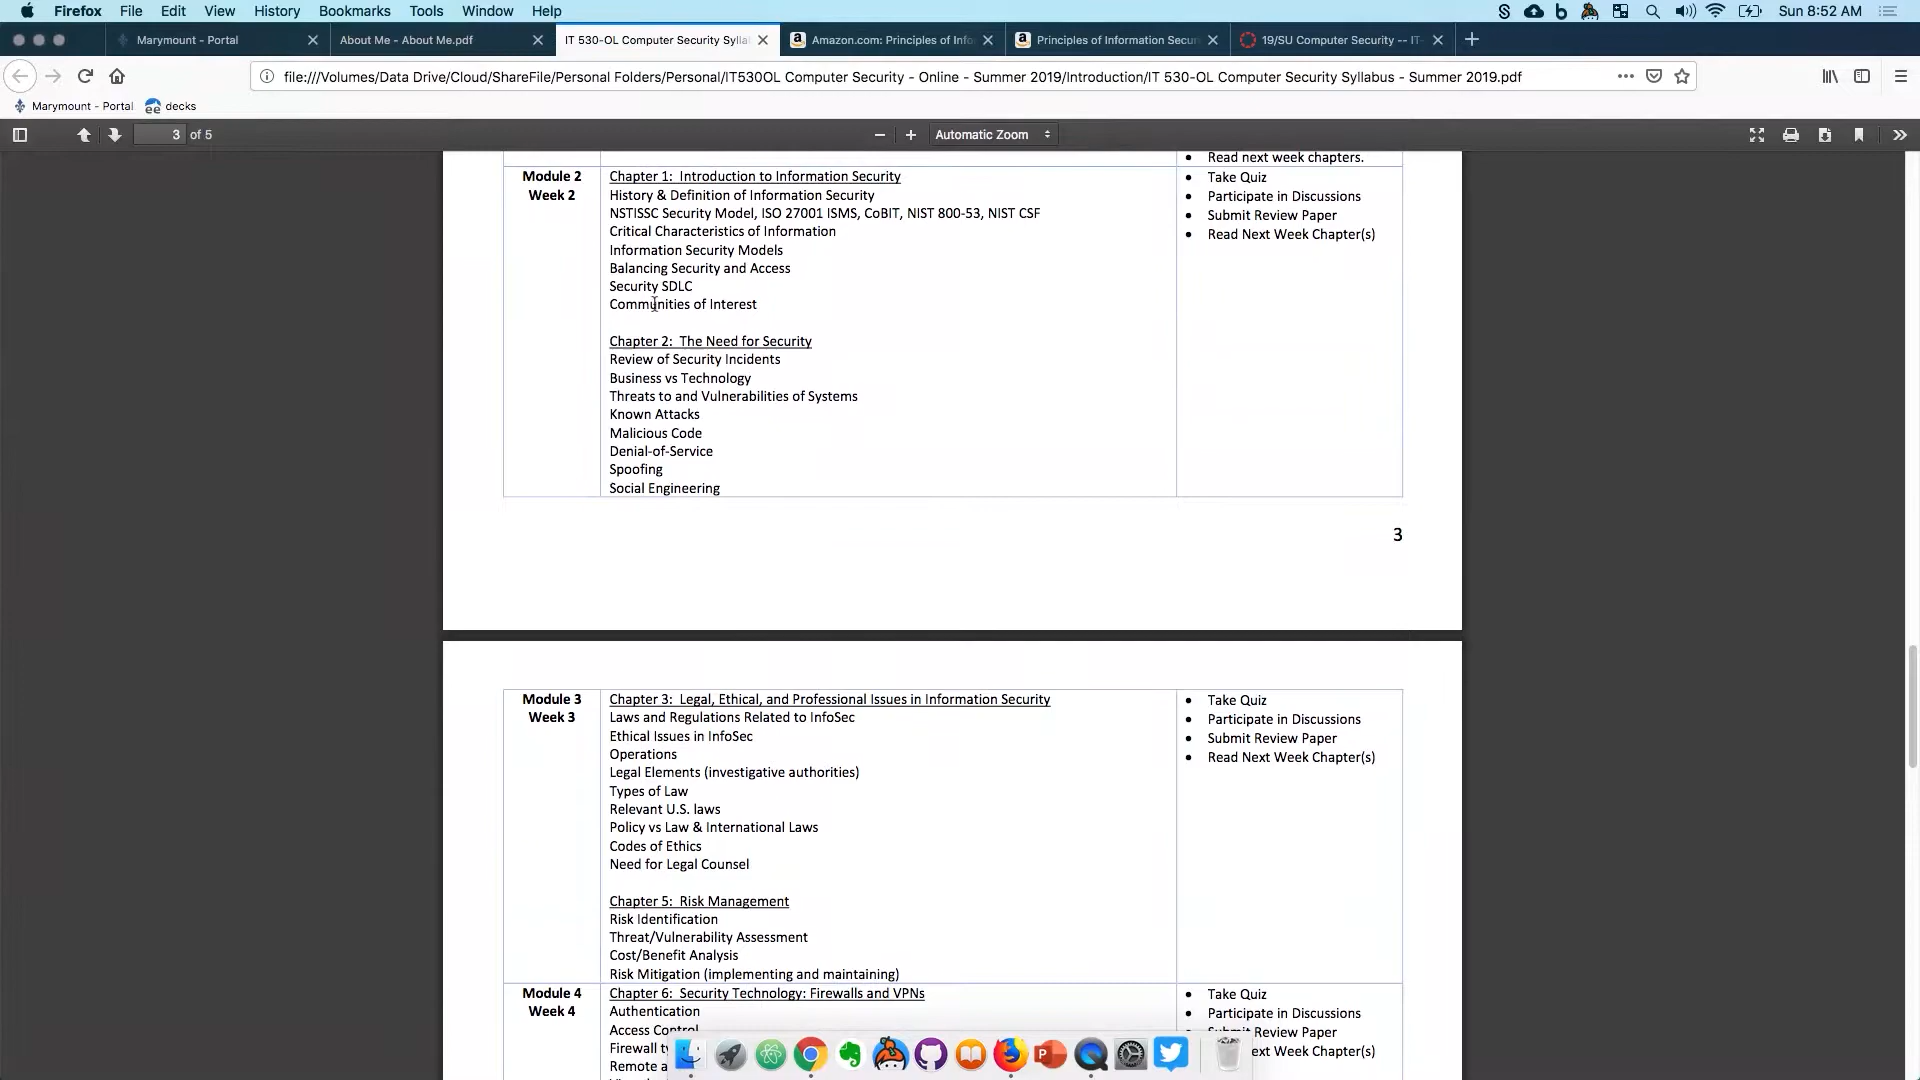 Firefox File Edit View History Bookmarks Tools Window Help Sun 8:52 AM
Marymount - Portal About Me - About Me.pdf IT 530-OL Computer Security Sylla Amazon.com: Principles of Info Principles of Information Secur 19/SU Computer Security -- IT-
file:///Volumes/Data Drive/Cloud/ShareFile/Personal Folders/Personal/IT530OL Computer Security - Online - Summer 2019/Introduction/IT 530-OL Computer Security Syllabus - Summer 2019.pdf
Marymount - Portal decks
3 of 5 Automatic Zoom
Read next week chapters.
Module 2
Week 2
Chapter 1: Introduction to Information Security
History & Definition of Information Security
NSTISSC Security Model, ISO 27001 ISMS, CoBIT, NIST 800-53, NIST CSF
Critical Characteristics of Information
Information Security Models
Balancing Security and Access
Security SDLC
Communities of Interest
Chapter 2: The Need for Security
Review of Security Incidents
Business vs Technology
Threats to and Vulnerabilities of Systems
Known Attacks
Malicious Code
Denial-of-Service
Spoofing
Social Engineering
• Take Quiz
• Participate in Discussions
• Submit Review Paper
• Read Next Week Chapter(s)
3
Module 3
Week 3
Chapter 3: Legal, Ethical, and Professional Issues in Information Security
Laws and Regulations Related to InfoSec
Ethical Issues in InfoSec
Operations
Legal Elements (investigative authorities)
Types of Law
Relevant U.S. laws
Policy vs Law & International Laws
Codes of Ethics
Need for Legal Counsel
Chapter 5: Risk Management
Risk Identification
Threat/Vulnerability Assessment
Cost/Benefit Analysis
Risk Mitigation (implementing and maintaining)
• Take Quiz
• Participate in Discussions
• Submit Review Paper
• Read Next Week Chapter(s)
Module 4
Week 4
Chapter 6: Security Technology: Firewalls and VPNs
Authentication
Access Control
Firewall
Remote
• Take Quiz
• Participate in Discussions
Submit Review Paper
Next Week Chapter(s)